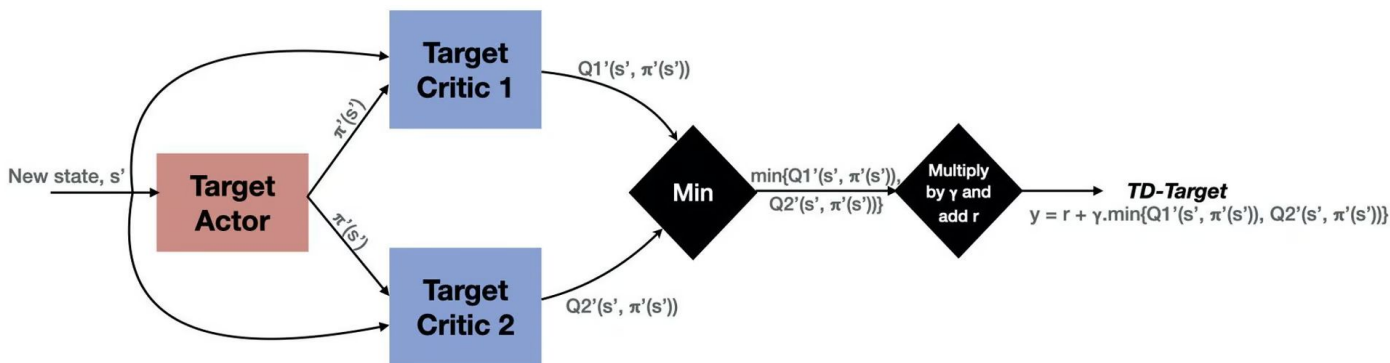 New state, s’
Target
Actor
π’(s’)
π’(s’)
Target
Critic 1
Target
Critic 2
Q1’(s’, π’(s’))
Q2’(s’, π’(s’))
Min
min{Q1’(s’, π’(s’)),
Q2’(s’, π’(s’))}
Multiply
by γ and
add r
TD-Target
y = r + γ.min{Q1’(s’, π’(s’)), Q2’(s’, π’(s’))}